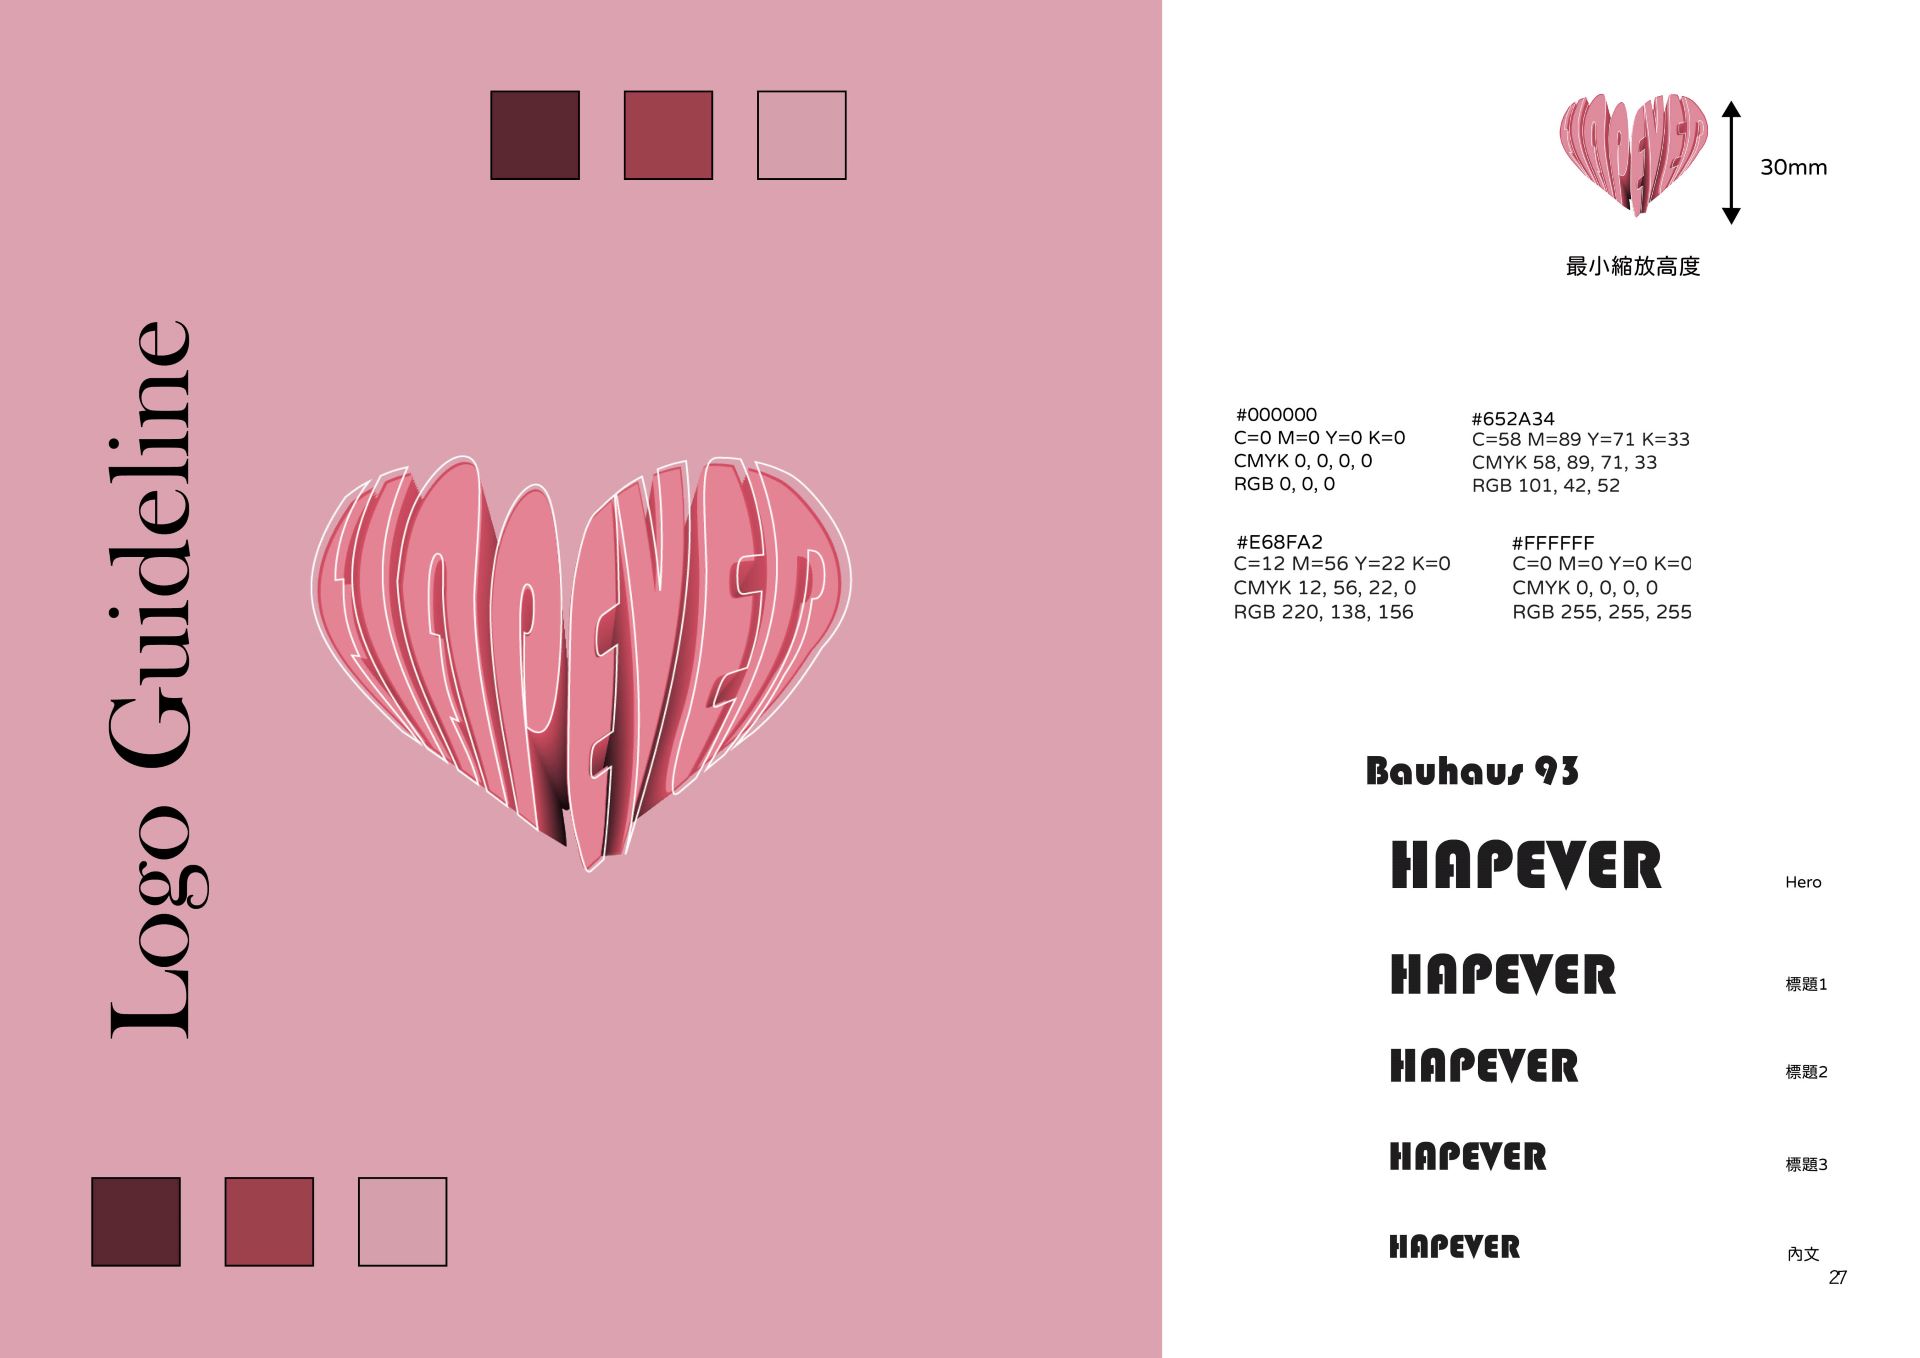 Logo Guideline
HAPEVER
HAPEVER
30mm
最小縮放高度
#000000
C=0 M=0 Y=0 K=0
CMYK 0, 0, 0, 0
RGB 0, 0, 0
#652A34
C=58 M=89 Y=71 K=33
CMYK 58, 89, 71, 33
RGB 101, 42, 52
#E68FA2
C=12 M=56 Y=22 K=0
CMYK 12, 56, 22, 0
RGB 220, 138, 156
#FFFFFF
C=0 M=0 Y=0 K=0
CMYK 0, 0, 0, 0
RGB 255, 255, 255
Bauhaus 93
HAPEVER Hero
HAPEVER 標題1
HAPEVER 標題2
HAPEVER 標題3
HAPEVER 內文
27